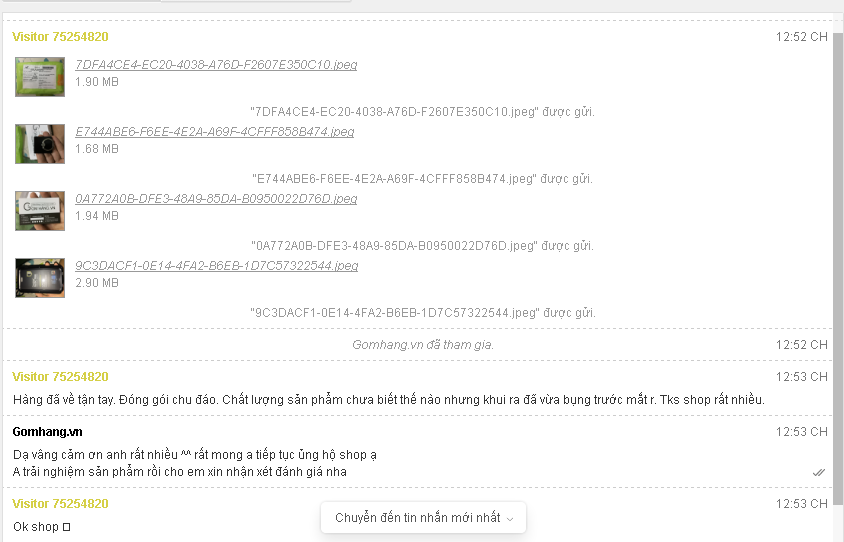 Visitor 75254820 12:52 CH
7DFA4CE4-EC20-4038-A76D-F2607E350C10.jpeg
1.90 MB
"7DFA4CE4-EC20-4038-A76D-F2607E350C10.jpeg" được gửi.
E744ABE6-F6EE-4E2A-A69F-4CFFF858B474.jpeg
1.68 MB
"E744ABE6-F6EE-4E2A-A69F-4CFFF858B474.jpeg" được gửi.
GOMHANG.VN
0A772A0B-DFE3-48A9-85DA-B0950022D76D.jpeg
1.94 MB
"0A772A0B-DFE3-48A9-85DA-B0950022D76D.jpeg" được gửi.
9C3DACF1-0E14-4FA2-B6EB-1D7C57322544.jpeg
2.90 MB
"9C3DACF1-0E14-4FA2-B6EB-1D7C57322544.jpeg" được gửi.
Gomhang.vn đã tham gia. 12:52 CH
Visitor 75254820 12:53 CH
Hàng đã về tận tay. Đóng gói chu đáo. Chất lượng sản phẩm chưa biết thế nào nhưng khui ra đã vừa bụng trước mắt r. Tks shop rất nhiều.
Gomhang.vn 12:53 CH
Dạ vâng cảm ơn anh rất nhiều ^^ rất mong a tiếp tục ủng hộ shop ạ
A trải nghiệm sản phẩm rồi cho em xin nhận xét đánh giá nha
Visitor 75254820 12:53 CH
Ok shop
Chuyển đến tin nhắn mới nhất